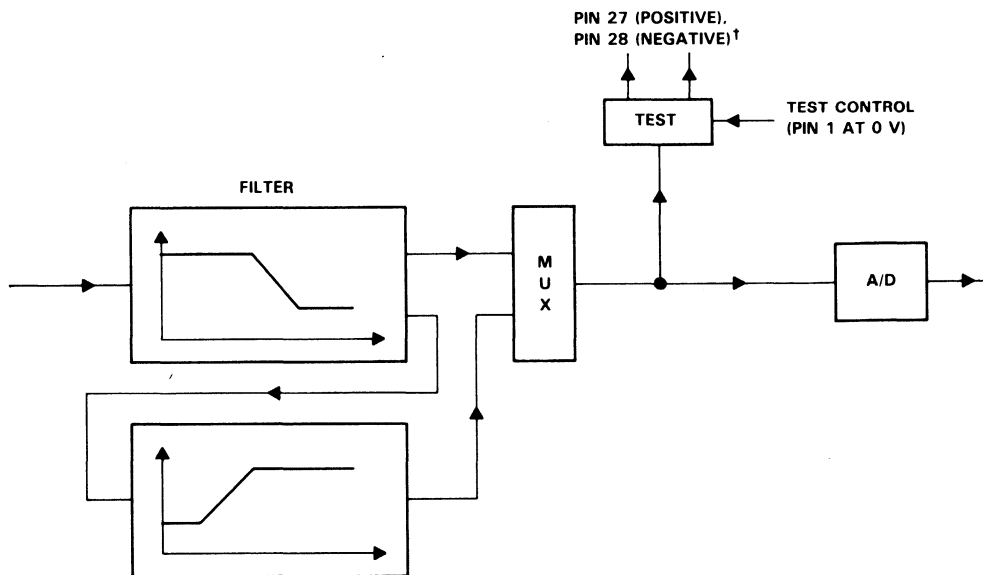 PIN 27 (POSITIVE),
PIN 28 (NEGATIVE)†
TEST
TEST CONTROL
(PIN 1 AT 0 V)
FILTER
M
U
X
A/D